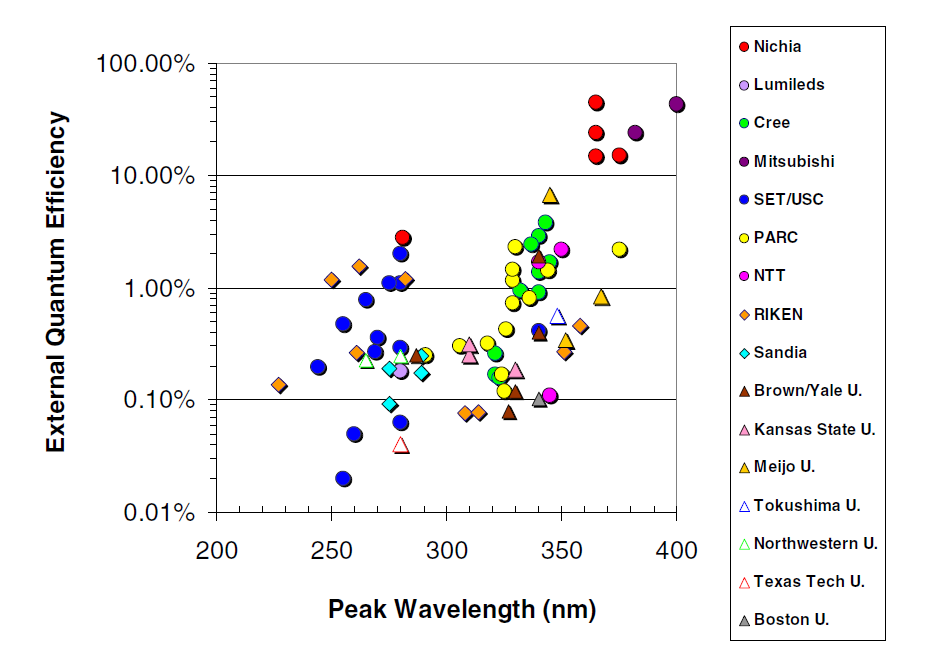 100.00%
10.00%
1.00%
0.10%
0.01%
External Quantum Efficiency
200 250 300 350 400
Peak Wavelength (nm)
Nichia
Lumileds
Cree
Mitsubishi
SET/USC
PARC
NTT
RIKEN
Sandia
Brown/Yale U.
Kansas State U.
Meijo U.
Tokushima U.
Northwestern U.
Texas Tech U.
Boston U.